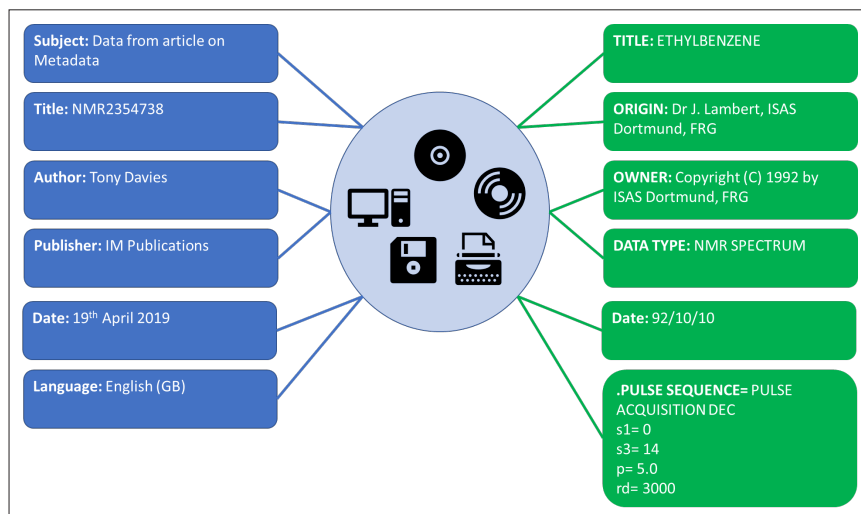 Subject: Data from article on
Metadata
Title: NMR2354738
Author: Tony Davies
Publisher: IM Publications
Date: 19th April 2019
Language: English (GB)
TITLE: ETHYLBENZENE
ORIGIN: Dr J. Lambert, ISAS
Dortmund, FRG
OWNER: Copyright (C) 1992 by
ISAS Dortmund, FRG
DATA TYPE: NMR SPECTRUM
Date: 92/10/10
.PULSE SEQUENCE= PULSE
ACQUISITION DEC
s1= 0
s3= 14
p= 5.0
rd= 3000